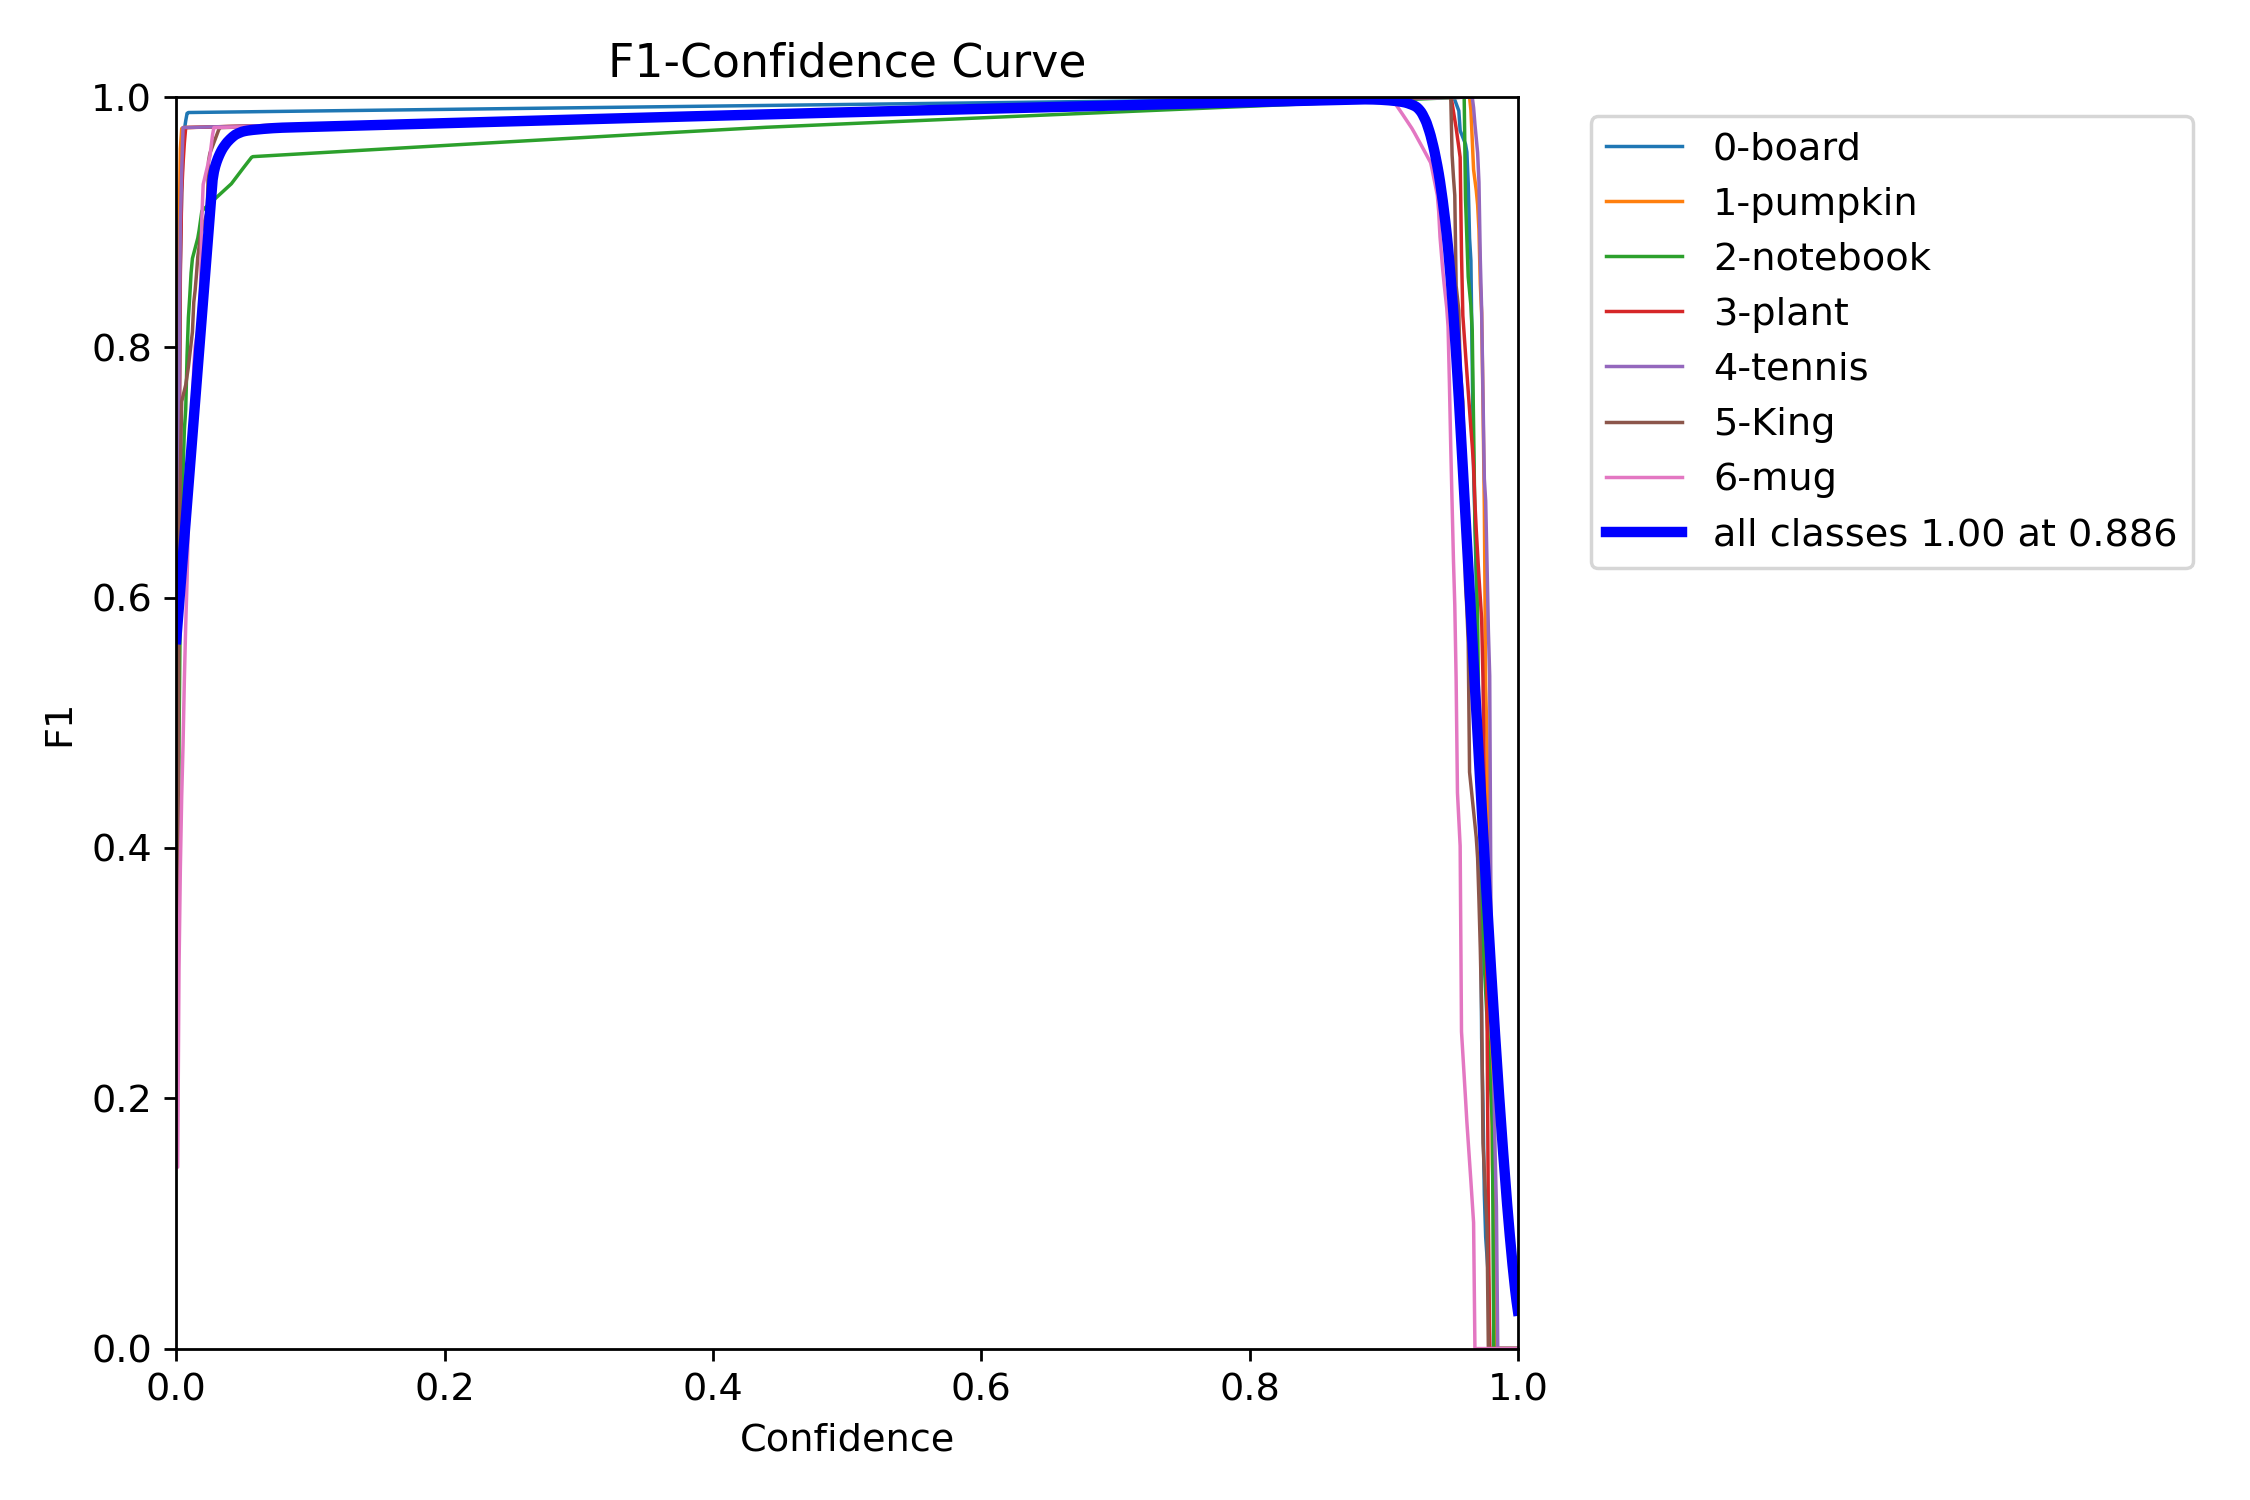 F1-Confidence Curve
1.0
0.8
0.6
0.4
0.2
0.0
F1
0.0 0.2 0.4 0.6 0.8 1.0
Confidence
0-board
1-pumpkin
2-notebook
3-plant
4-tennis
5-King
6-mug
all classes 1.00 at 0.886